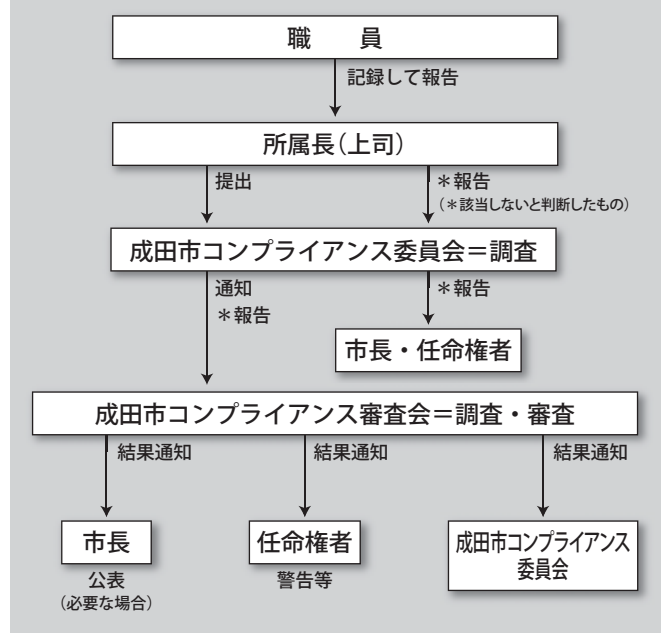 職　員
記録して報告
所属長(上司)
提出
＊報告
(＊該当しないと判断したもの)
成田市コンプライアンス委員会＝調査
通知
＊報告
＊報告
市長・任命権者
成田市コンプライアンス審査会＝調査・審査
結果通知
結果通知
結果通知
市長
公表
(必要な場合)
任命権者
警告等
成田市コンプライアンス
委員会